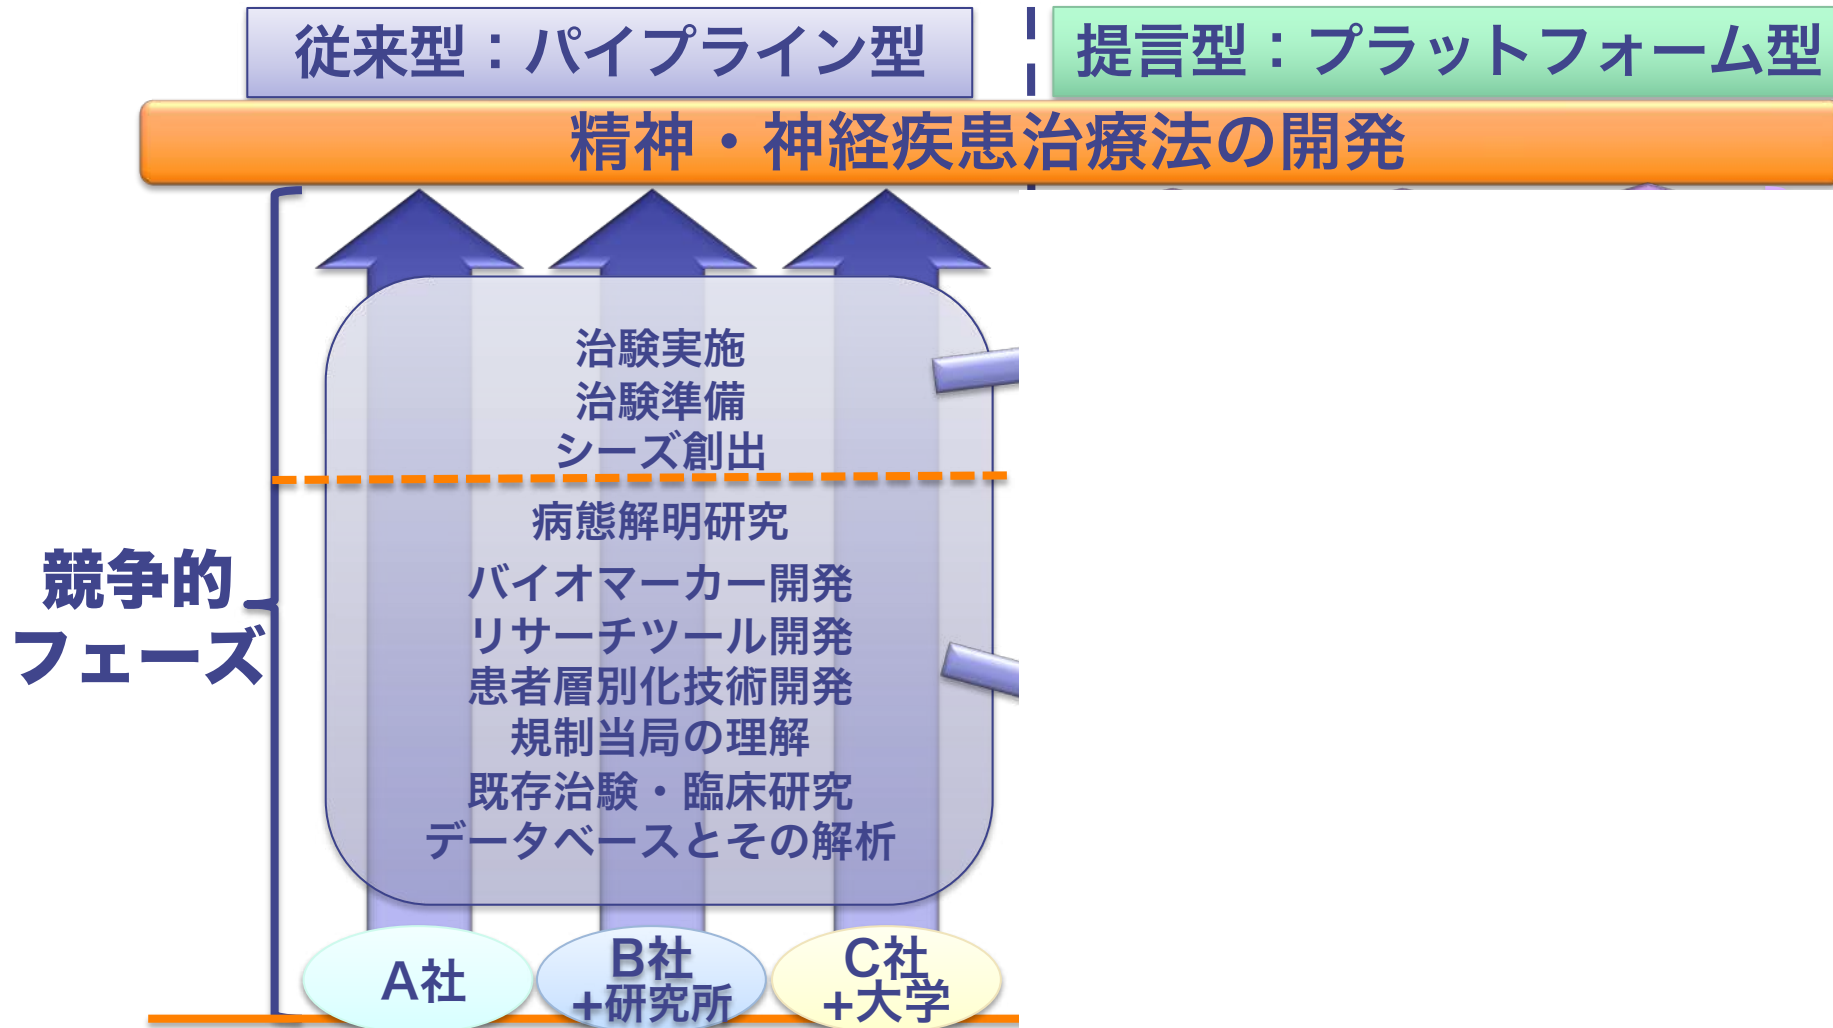 従来型：パイプライン型
提言型：プラットフォーム型
精神・神経疾患治療法の開発
治験実施
治験準備
シーズ創出
病態解明研究
バイオマーカー開発
リサーチツール開発
患者層別化技術開発
規制当局の理解
既存治験・臨床研究
データベースとその解析
競争的
フェーズ
A社
B社
+研究所
C社
+大学